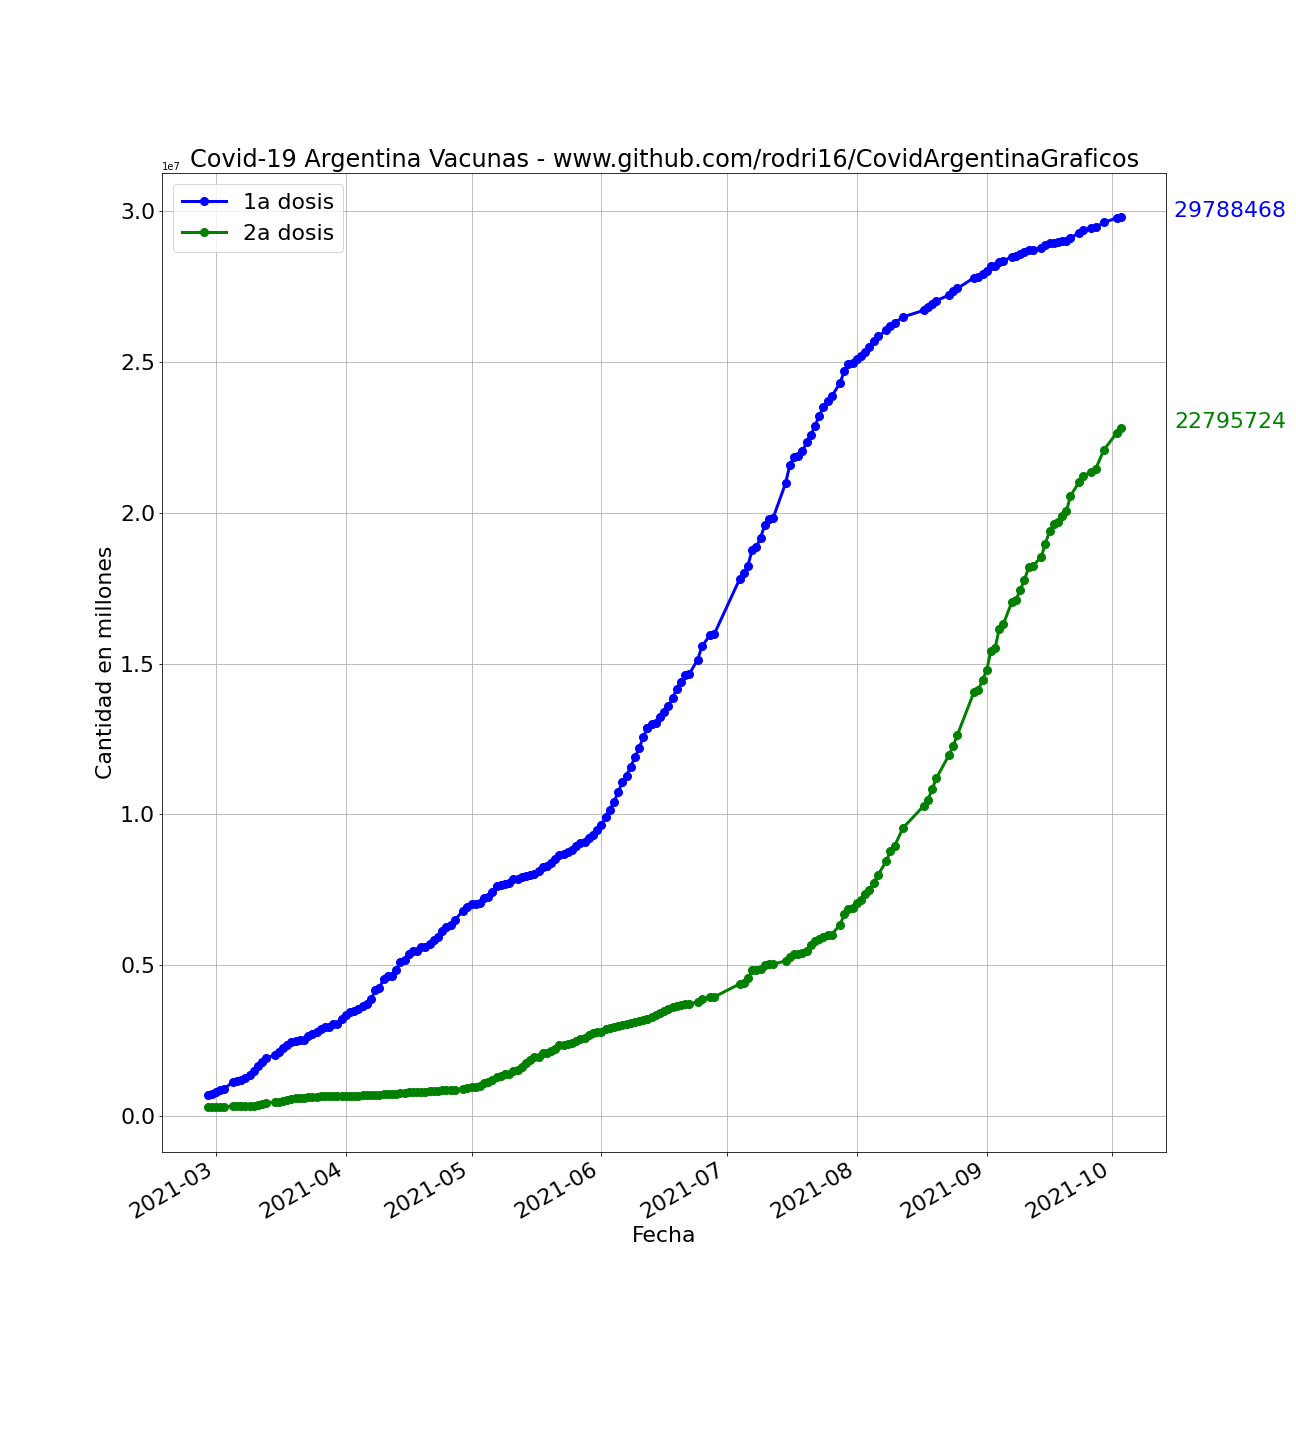 Covid-19 Argentina Vacunas - www.github.com/rodri16/CovidArgentinaGraficos
1e7
1a dosis
2a dosis
3.0
2.5
2.0
1.5
1.0
0.5
0.0
Cantidad en millones
29788468
22795724
2021-03
2021-04
2021-05
2021-06
2021-07
2021-08
2021-09
2021-10
Fecha